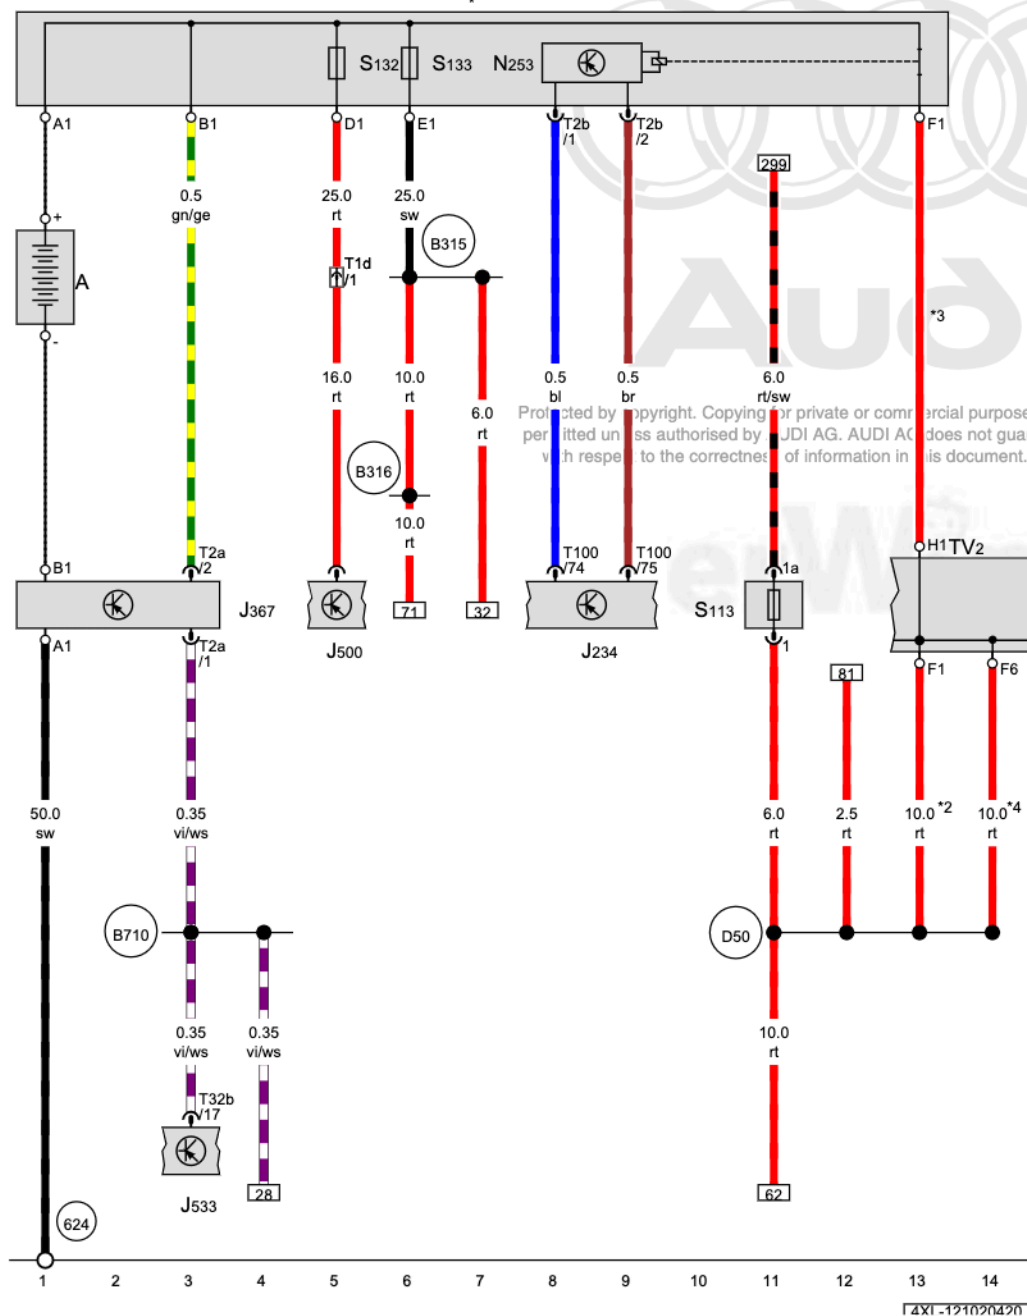 S132 S133 N253
A1 B1 D1 E1 T2b /1 T2b /2 F1
299
0.5 gn/ge
25.0 rt
25.0 sw
B315
+
T1d /1
A
-
*3
16.0 rt
10.0 rt
6.0 rt
0.5 bl
0.5 br
6.0 rt/sw
Audi
Protected by copyright. Copying for private or commercial purpose
permitted unless authorised by AUDI AG. AUDI AG does not gua
with respect to the correctness of information in this document.
B316
10.0 rt
B1 T2a /2 T100 /74 T100 /75 1a H1 TV2
J367 71 32 S113
J500 J234
A1 T2a /1 1 F1 F6
81
50.0 sw
0.35 vi/ws
6.0 rt
2.5 rt
10.0 *2 rt
10.0 *4 rt
B710 D50
0.35 vi/ws
0.35 vi/ws
10.0 rt
T32b /17
28 62
J533
624
1 2 3 4 5 6 7 8 9 10 11 12 13 14
4XL-121020420